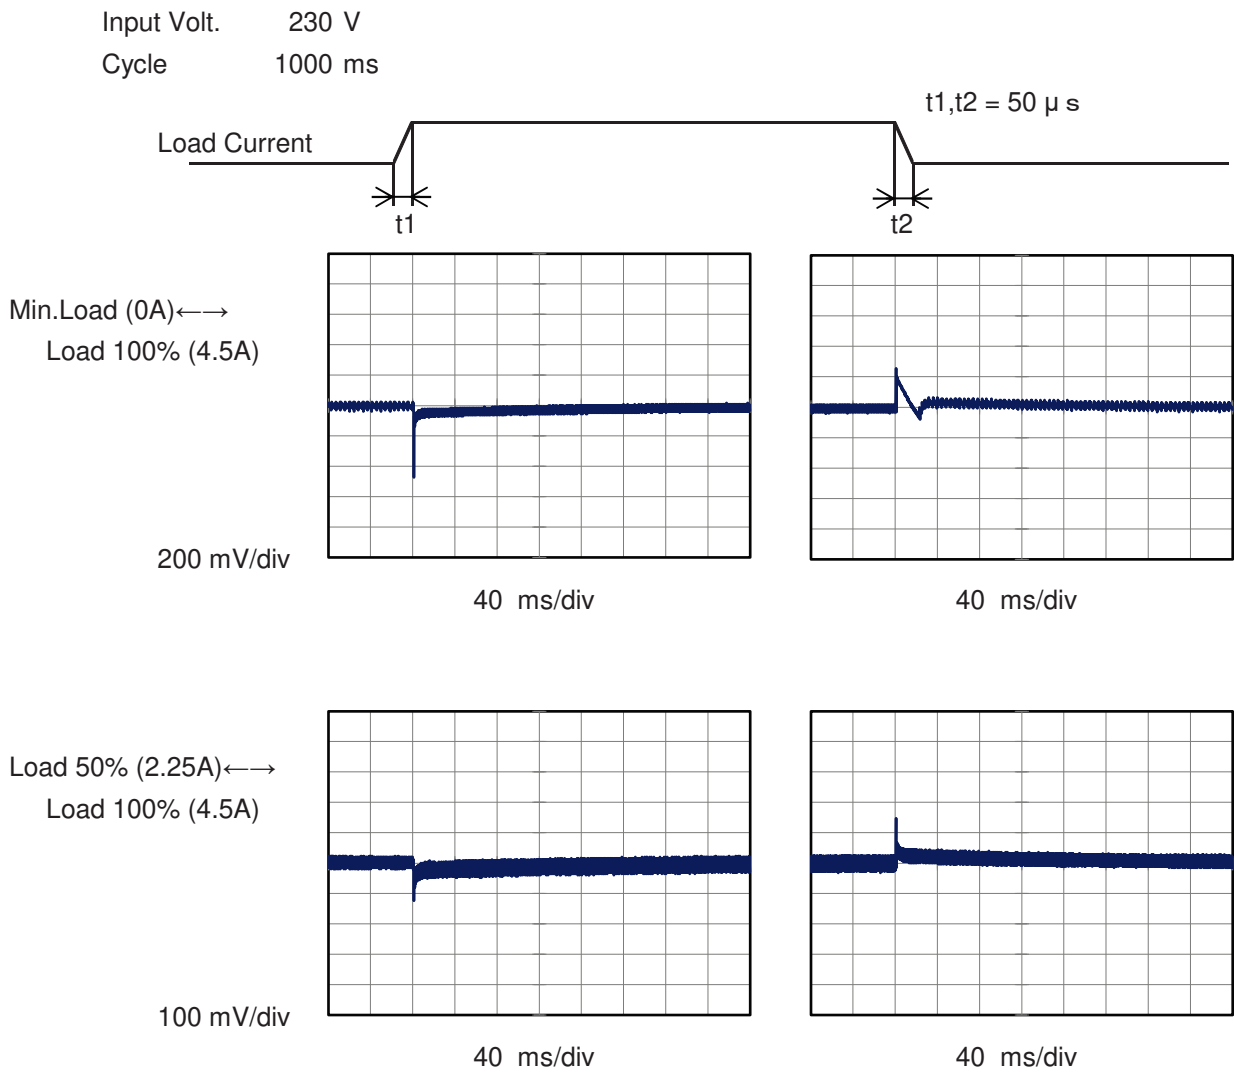 Input Volt. 230 V
Cycle 1000 ms
t1,t2 = 50 μ s
Load Current
t1
t2
Min.Load (0A)←→
Load 100% (4.5A)
200 mV/div
40 ms/div
40 ms/div
Load 50% (2.25A)←→
Load 100% (4.5A)
100 mV/div
40 ms/div
40 ms/div